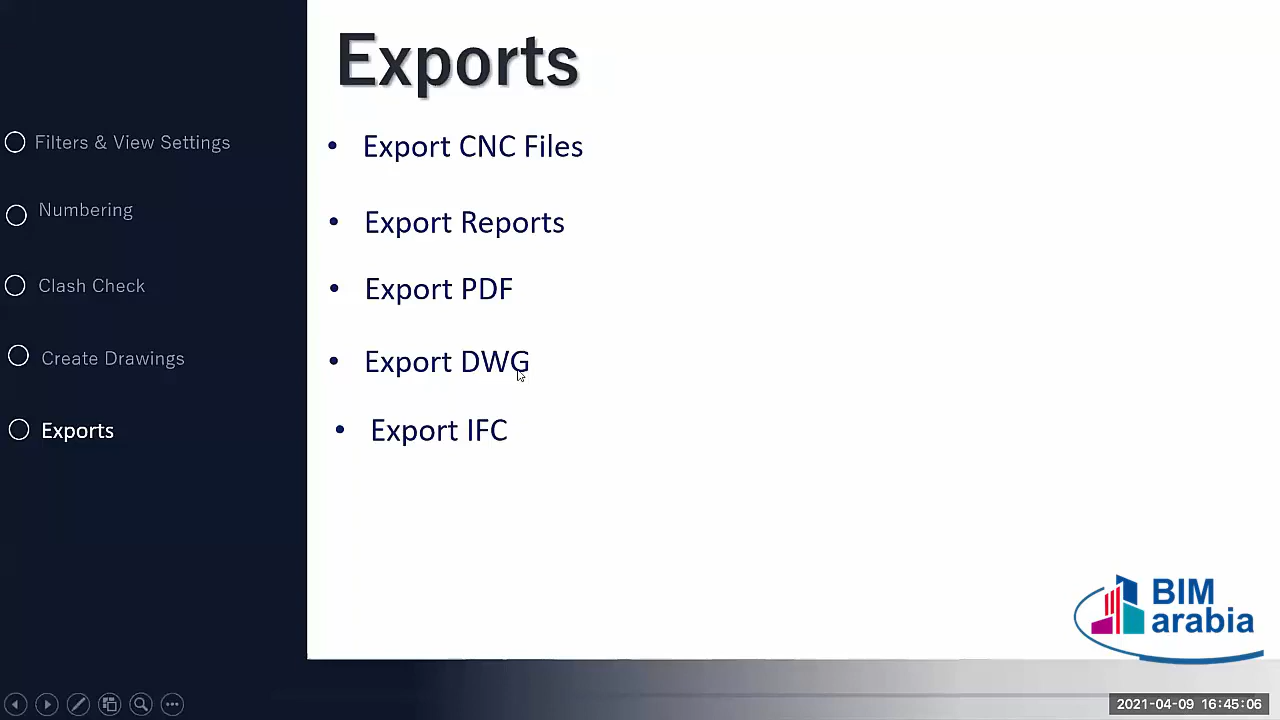 Exports
Filters & View Settings
Numbering
Clash Check
Create Drawings
Exports
• Export CNC Files
• Export Reports
• Export PDF
• Export DWG
• Export IFC
BIM
arabia
2021-04-09 16:45:06